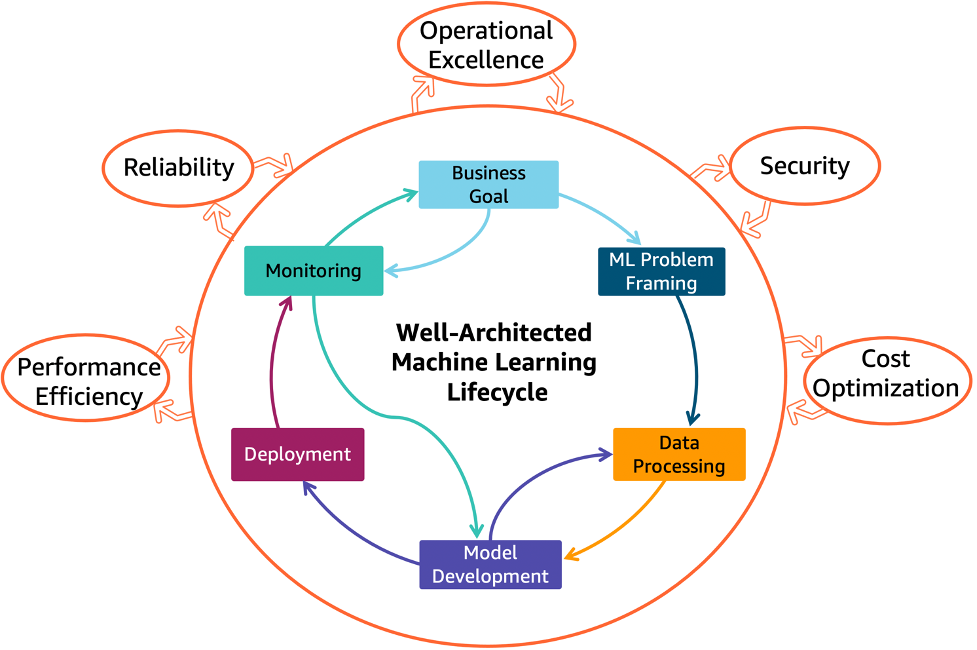 Operational
Excellence
Reliability
Security
Business
Goal
Monitoring
ML Problem
Framing
Well-Architected
Machine Learning
Lifecycle
Performance
Efficiency
Cost
Optimization
Deployment
Data
Processing
Model
Development